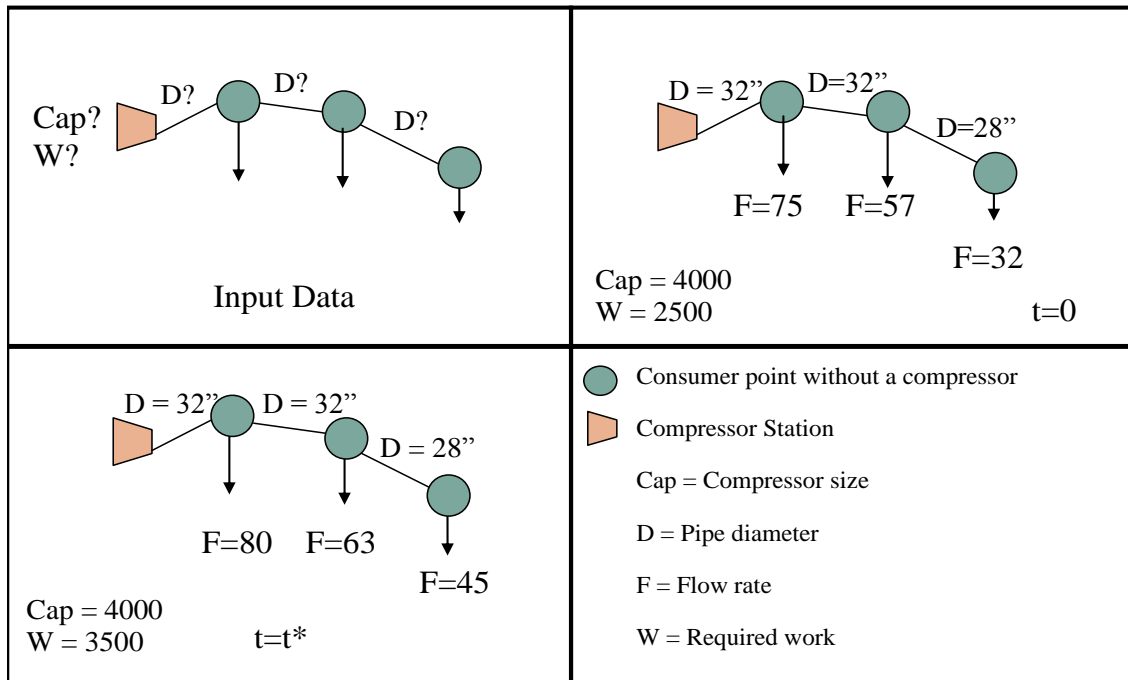 D?
D?
D?
Cap?
W?
Input Data
D = 32”
D=32”
D=28”
F=75
F=57
F=32
Cap = 4000
W = 2500
t=0
D = 32”
D = 32”
D = 28”
F=80
F=63
F=45
Cap = 4000
W = 3500
t=t*
Consumer point without a compressor
Compressor Station
Cap = Compressor size
D = Pipe diameter
F = Flow rate
W = Required work